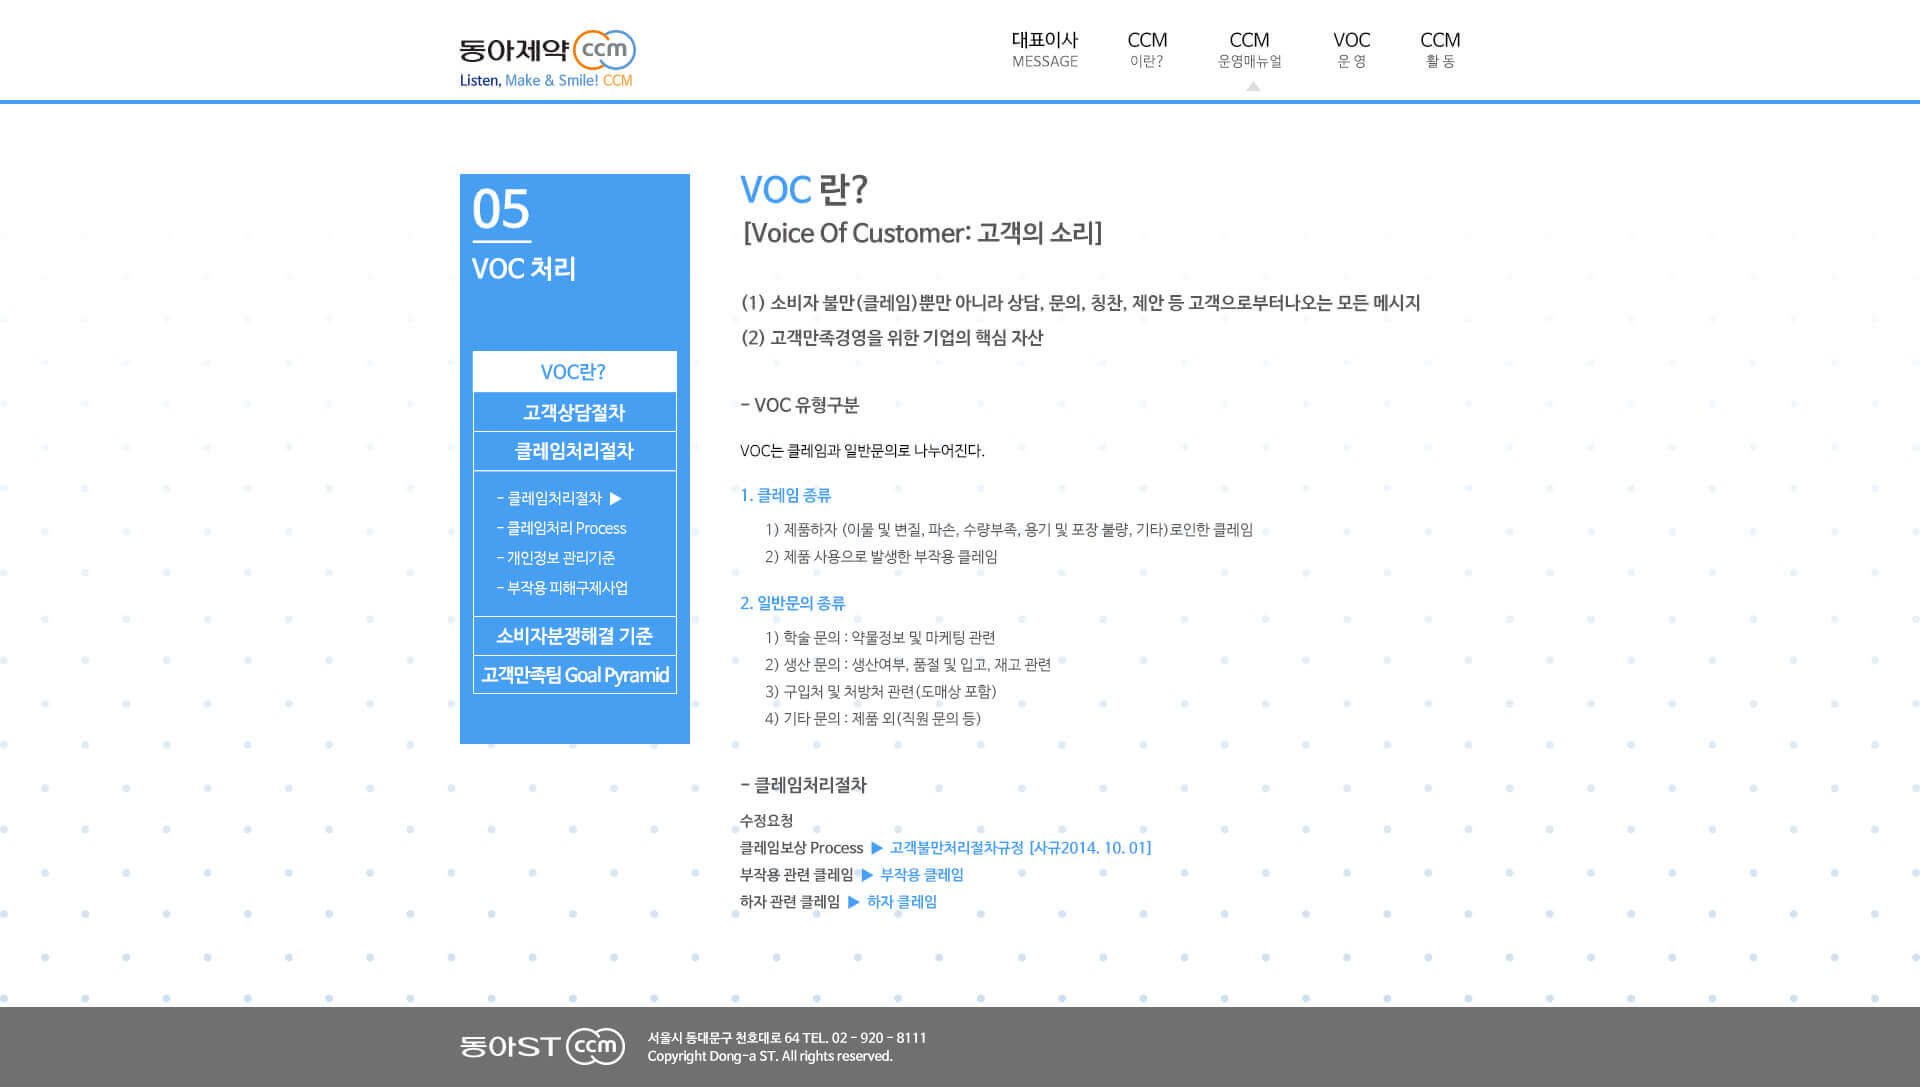 동아제약 ccm
Listen, Make & Smile! CCM
대표이사
MESSAGE
CCM
이란?
CCM
운영매뉴얼
VOC
운 영
CCM
활 동
05
VOC 처리
VOC란?
고객상담절차
클레임처리절차
- 클레임처리절차 ▶
- 클레임처리 Process
- 개인정보 관리기준
- 부작용 피해구제사업
소비자분쟁해결 기준
고객만족팀 Goal Pyramid
VOC 란?
[Voice Of Customer: 고객의 소리]
(1) 소비자 불만(클레임)뿐만 아니라 상담, 문의, 칭찬, 제안 등 고객으로부터나오는 모든 메시지
(2) 고객만족경영을 위한 기업의 핵심 자산
- VOC 유형구분
VOC는 클레임과 일반문의로 나누어진다.
1. 클레임 종류
1) 제품하자 (이물 및 변질, 파손, 수량부족, 용기 및 포장 불량, 기타)로인한 클레임
2) 제품 사용으로 발생한 부작용 클레임
2. 일반문의 종류
1) 학술 문의 : 약물정보 및 마케팅 관련
2) 생산 문의 : 생산여부, 품절 및 입고, 재고 관련
3) 구입처 및 처방처 관련(도매상 포함)
4) 기타 문의 : 제품 외(직원 문의 등)
- 클레임처리절차
수정요청
클레임보상 Process ▶ 고객불만처리절차규정 [사규2014. 10. 01]
부작용 관련 클레임 ▶ 부작용 클레임
하자 관련 클레임 ▶ 하자 클레임
동아ST ccm
서울시 동대문구 천호대로 64 TEL. 02 - 920 - 8111
Copyright Dong-a ST. All rights reserved.